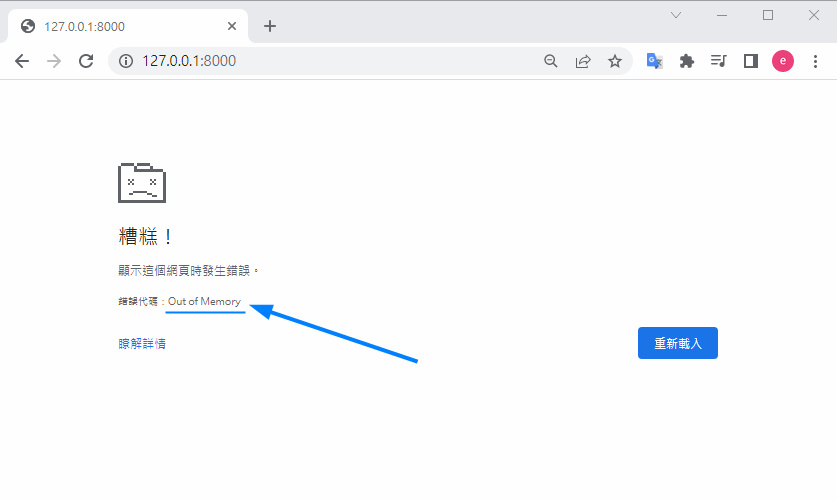 127.0.0.1:8000
127.0.0.1:8000
e
糟糕！
顯示這個網頁時發生錯誤。
錯誤代碼：Out of Memory
瞭解詳情
重新載入